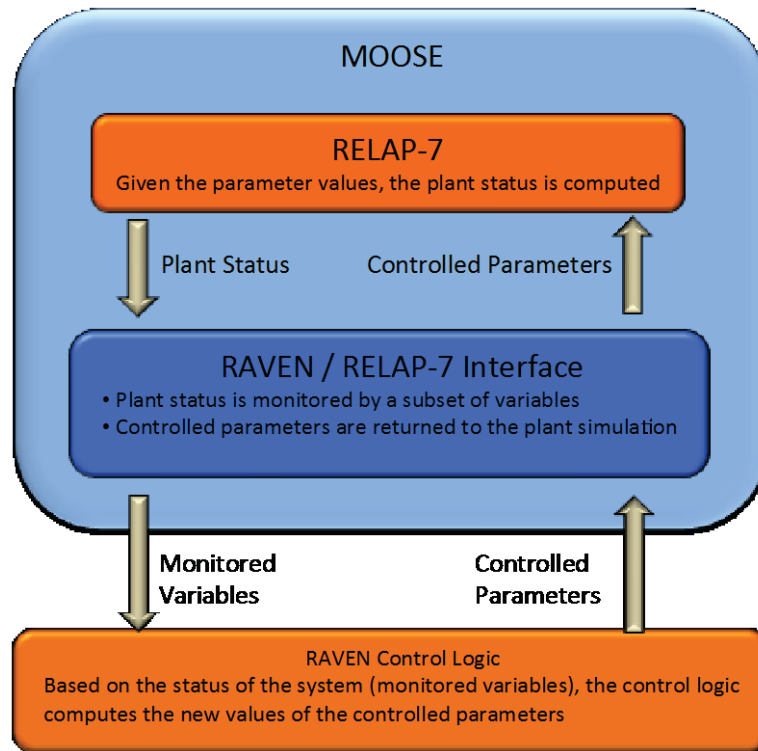 MOOSE
RELAP-7
Given the parameter values, the plant status is computed
Plant Status
Controlled Parameters
RAVEN / RELAP-7 Interface
• Plant status is monitored by a subset of variables
• Controlled parameters are returned to the plant simulation
Monitored
Variables
Controlled
Parameters
RAVEN Control Logic
Based on the status of the system (monitored variables), the control logic
computes the new values of the controlled parameters